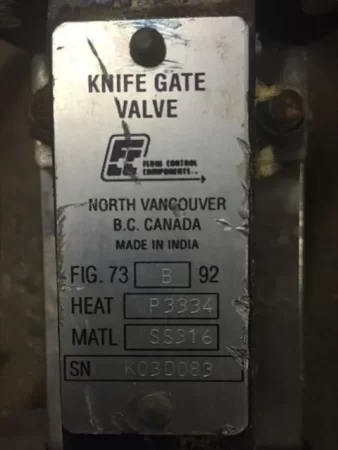 KNIFE GATE
VALVE
FLOW CONTROL
COMPONENTS
NORTH VANCOUVER
B.C. CANADA
MADE IN INDIA
FIG. 73 B 92
HEAT P3334
MATL SS316
SN K03D083